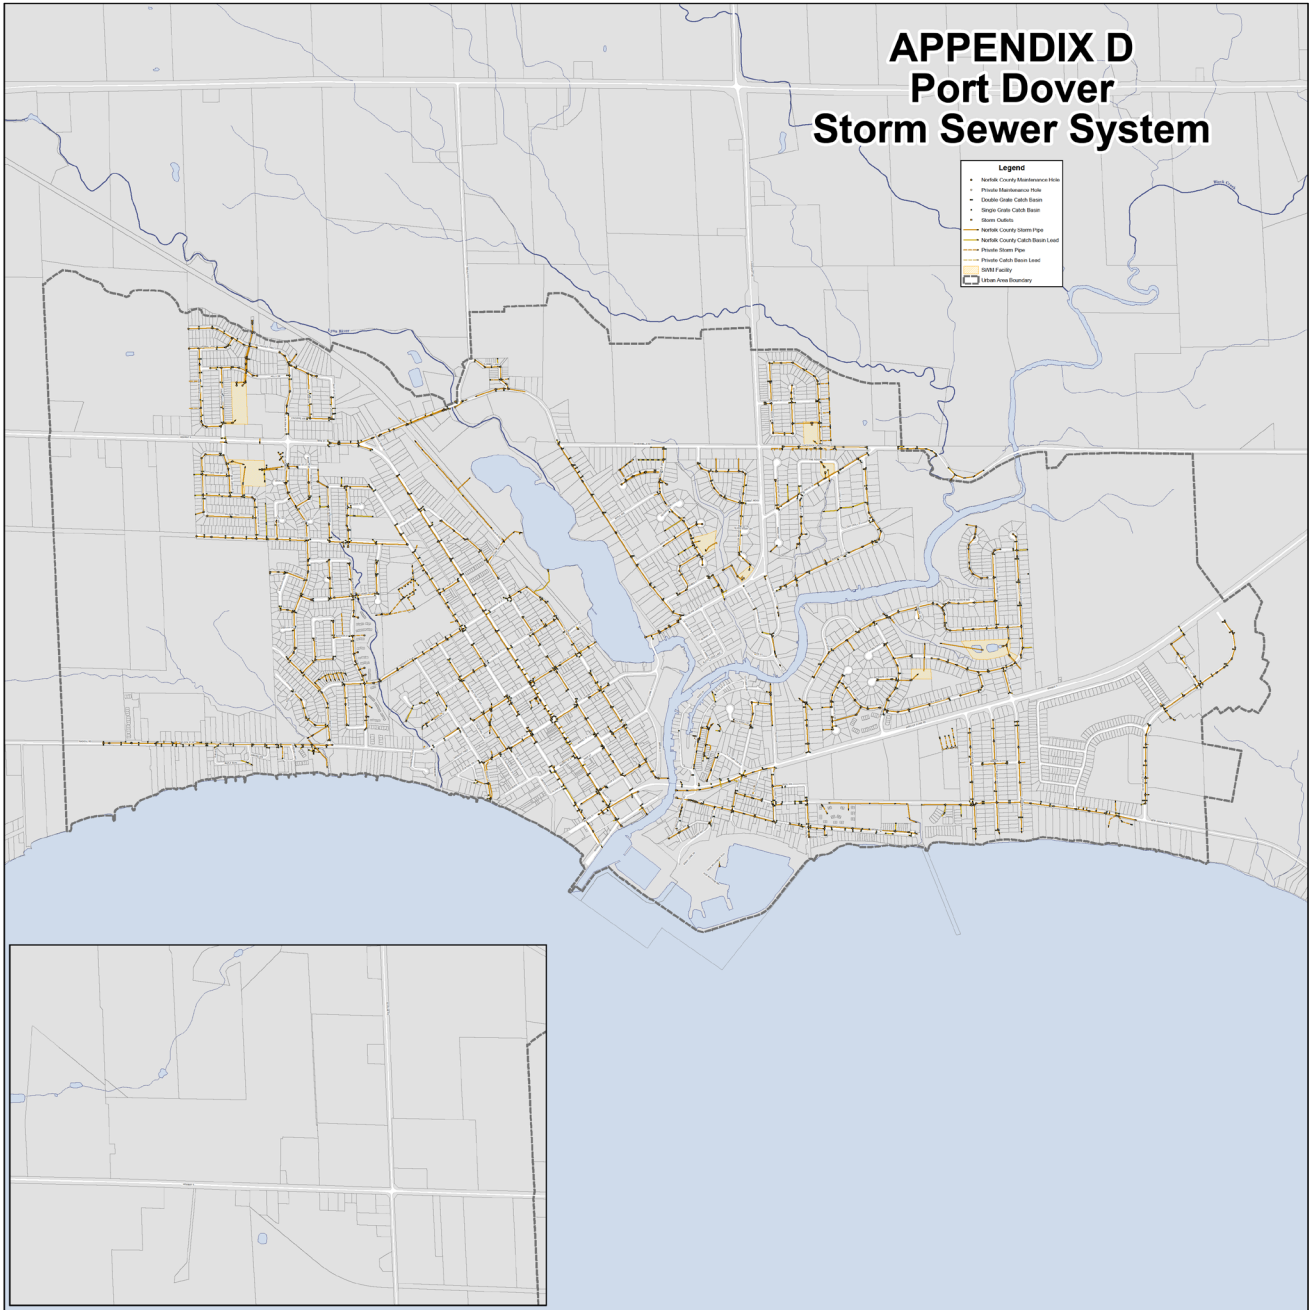 APPENDIX D
Port Dover
Storm Sewer System
Legend
Norfolk County Maintenance Hole
Private Maintenance Hole
Double Grate Catch Basin
Single Grate Catch Basin
Storm Outlets
Norfolk County Storm Pipe
Norfolk County Catch Basin Lead
Private Storm Pipe
Private Catch Basin Lead
SWM Facility
Urban Area Boundary
Black Creek